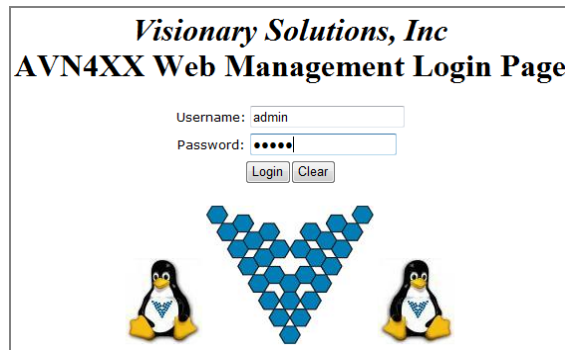 Visionary Solutions, Inc
AVN4XX Web Management Login Page
Username: admin
Password: •••••
Login Clear